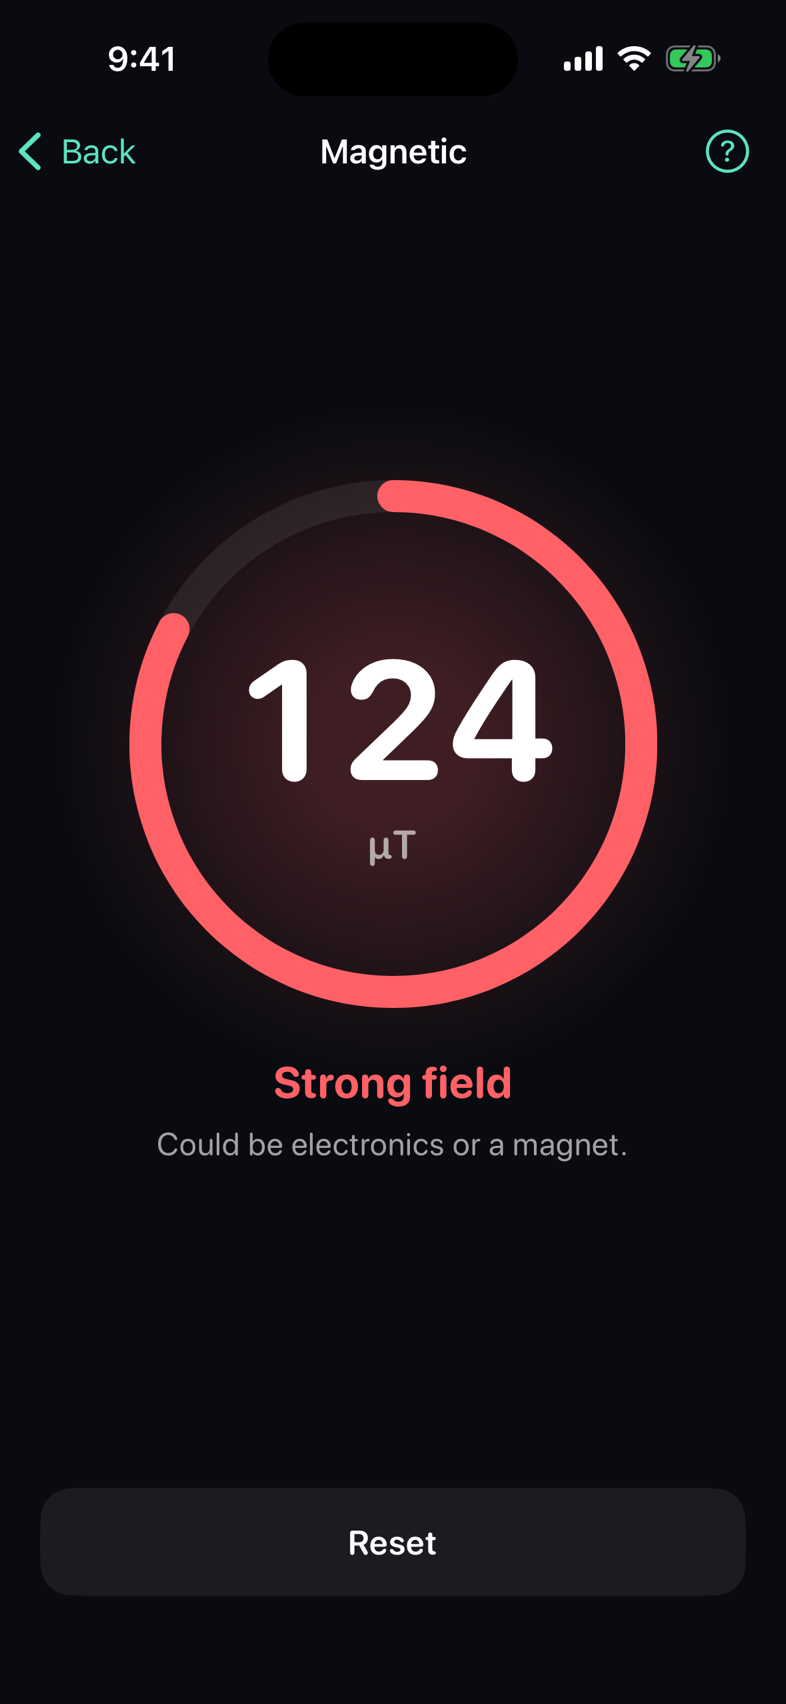 9:41
Back
Magnetic
?
124
µT
Strong field
Could be electronics or a magnet.
Reset